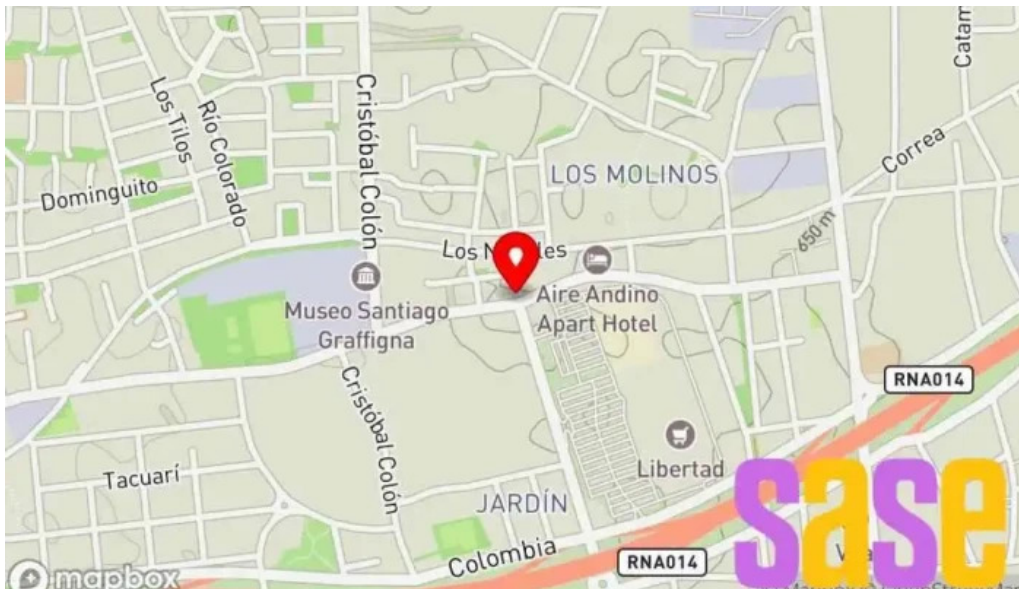 Catam
Cristóbal Colón
Los Tilos
Río Colorado
Correa
LOS MOLINOS
Dominguito
650 m
Los N les
Museo Santiago
Graffigna
Aire Andino
Apart Hotel
RNA014
Cristóbal Colón
Libertad
Tacuarí
JARDÍN
Colombia
RNA014
sase
mapbox